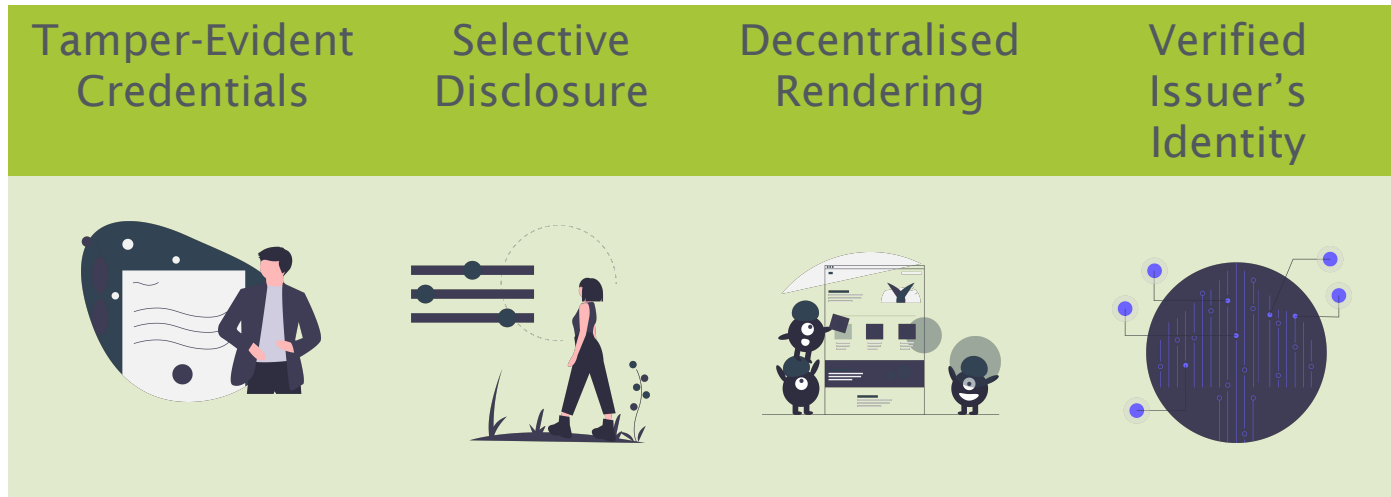 Tamper-Evident
Credentials
Selective
Disclosure
Decentralised
Rendering
Verified
Issuer’s
Identity